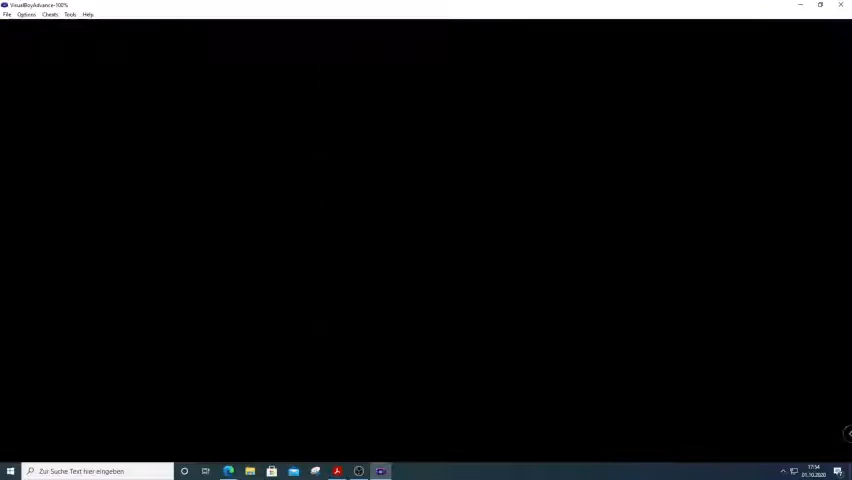 VisualBoyAdvance-100%
File Options Cheats Tools Help
Zur Suche Text hier eingeben
17:54
01.10.2020